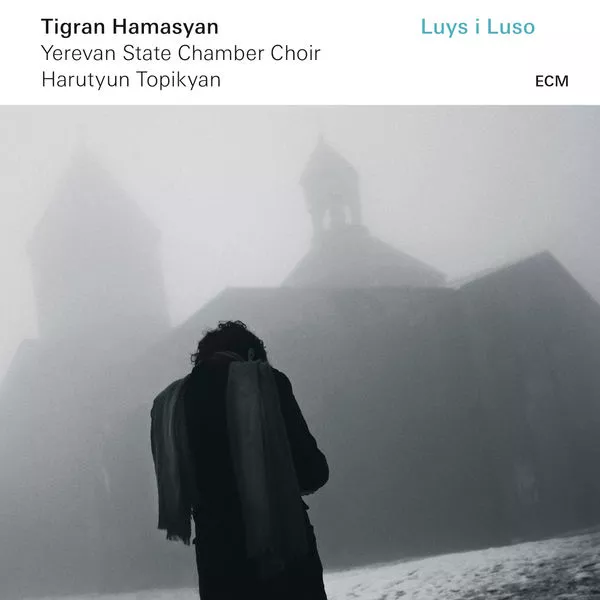 Tigran Hamasyan
Luys i Luso
Yerevan State Chamber Choir
Harutyun Topikyan
ECM